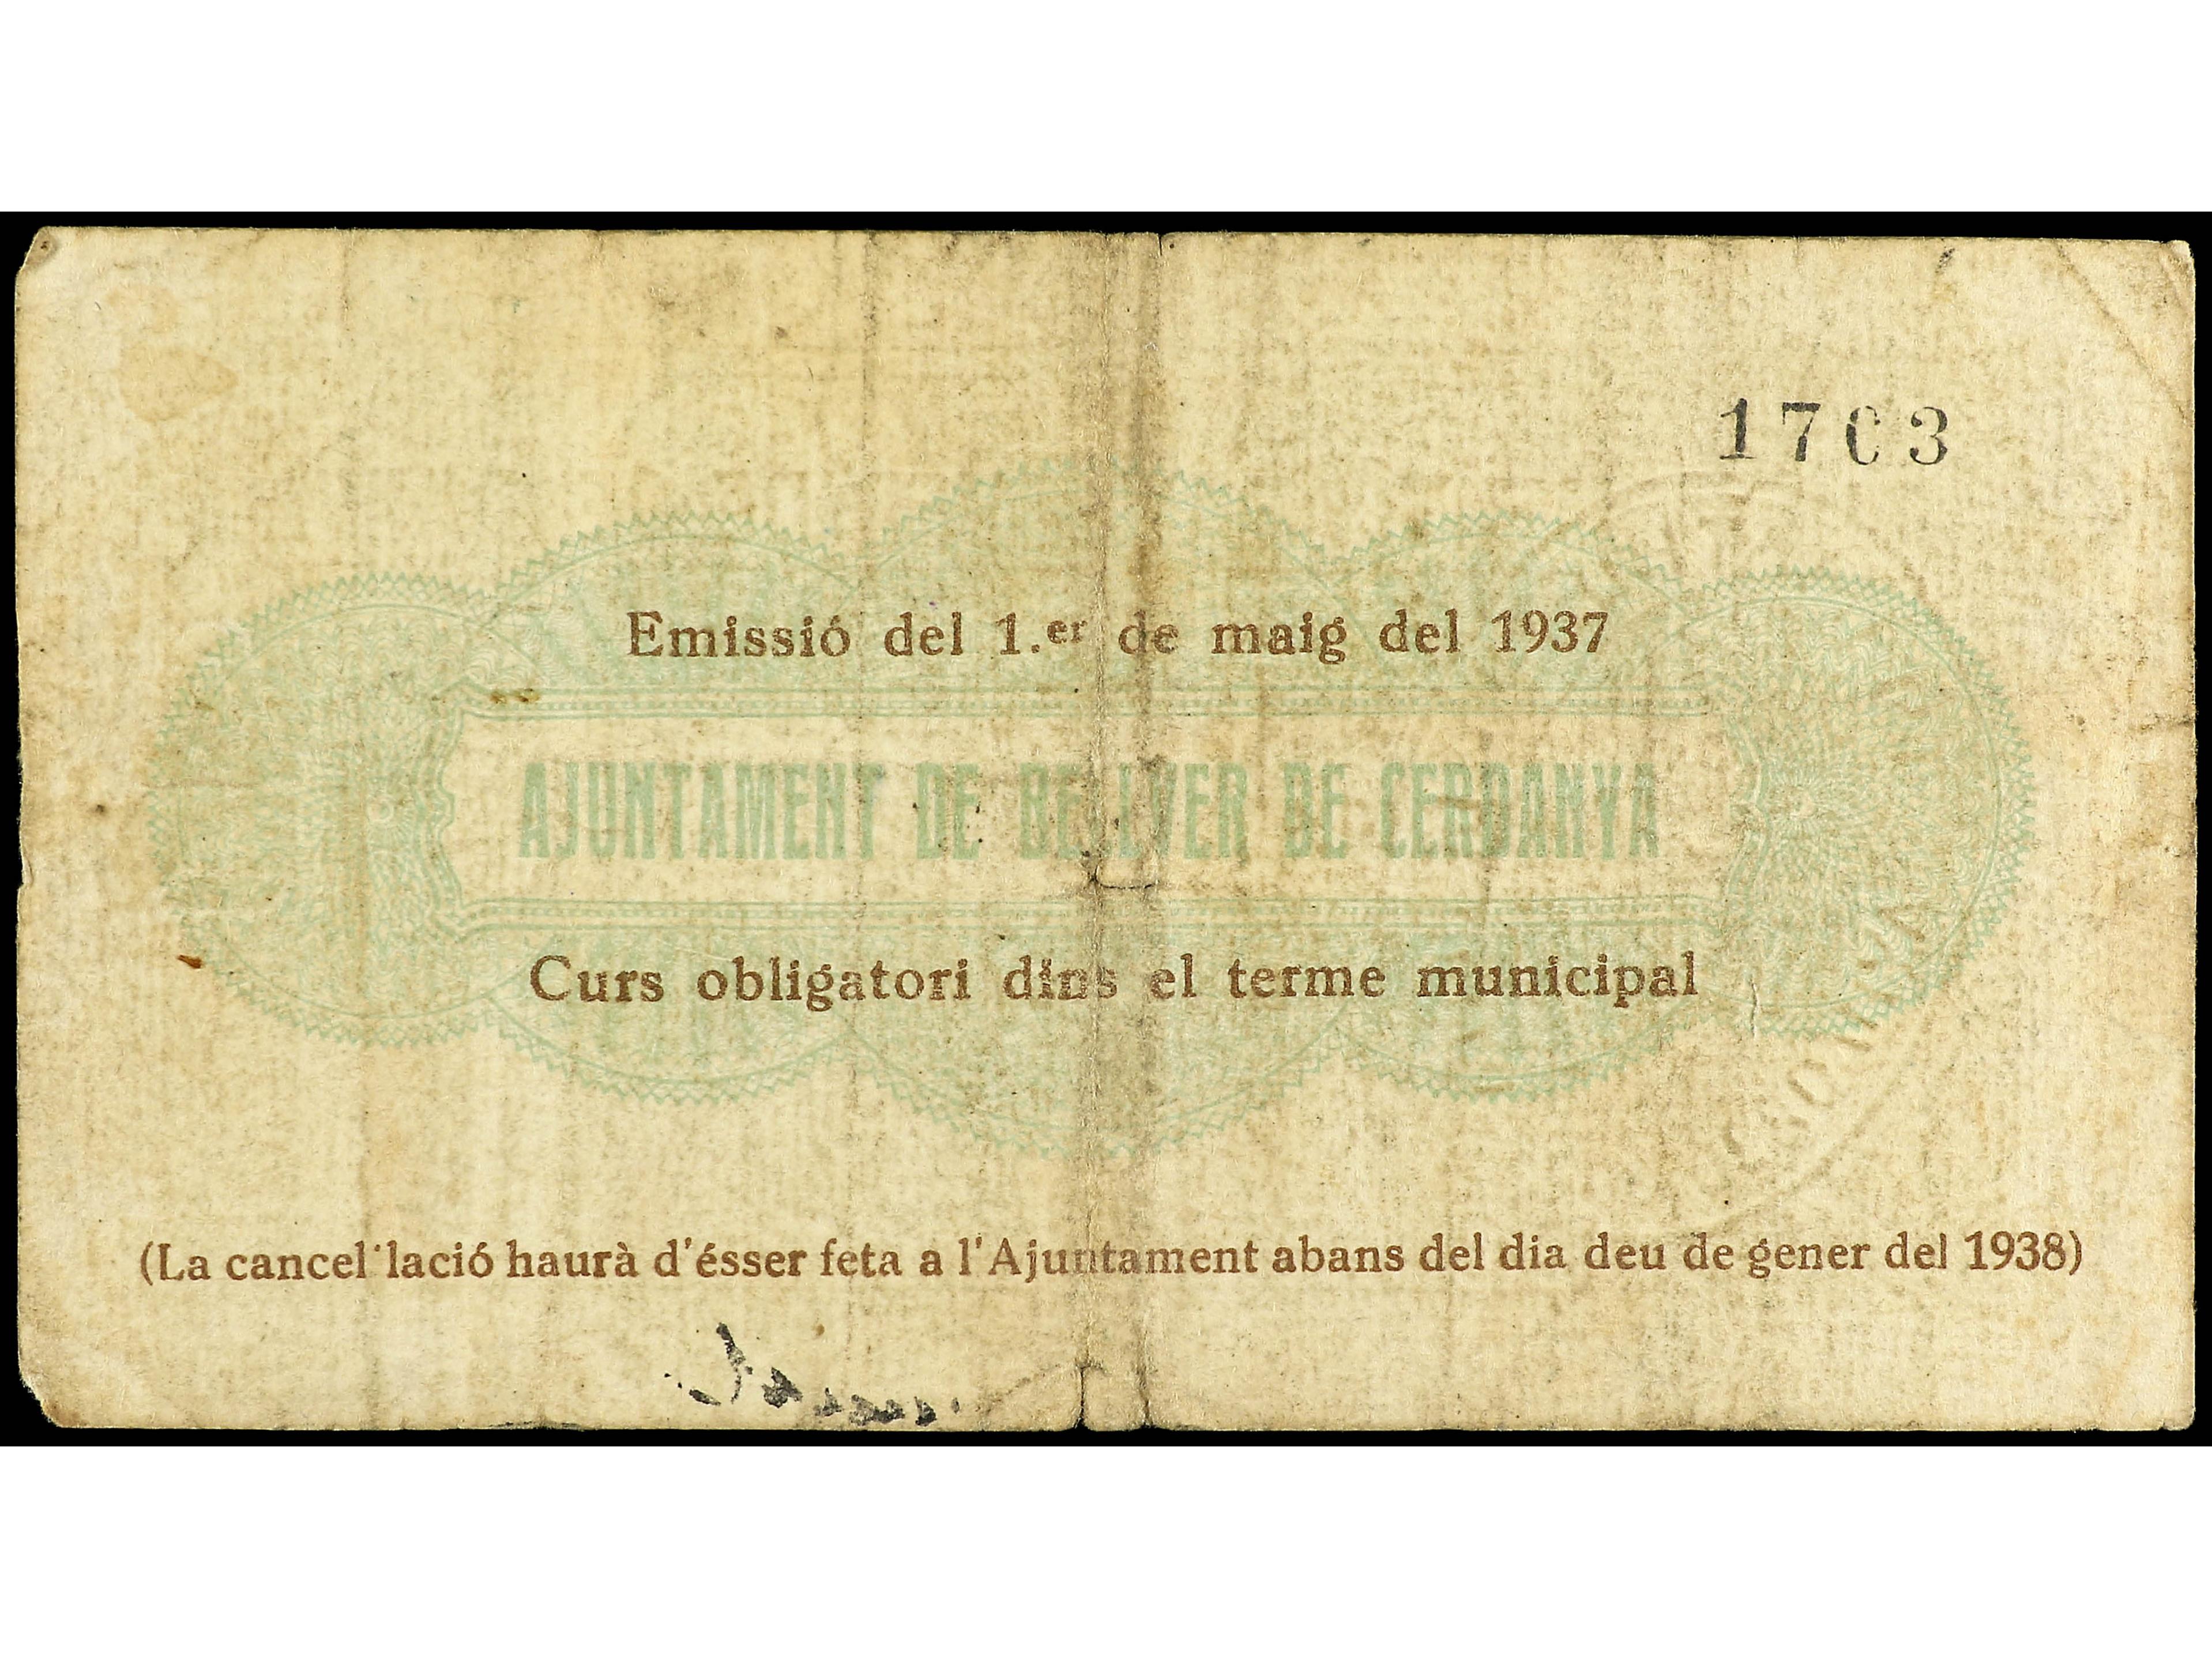 1703
Emissió del 1.er de maig del 1937
AJUNTAMENT DE BELLVER DE CERDANYA
Curs obligatori dins el terme municipal
(La cancel·lació haurà d'ésser feta a l'Ajuntament abans del dia deu de gener del 1938)